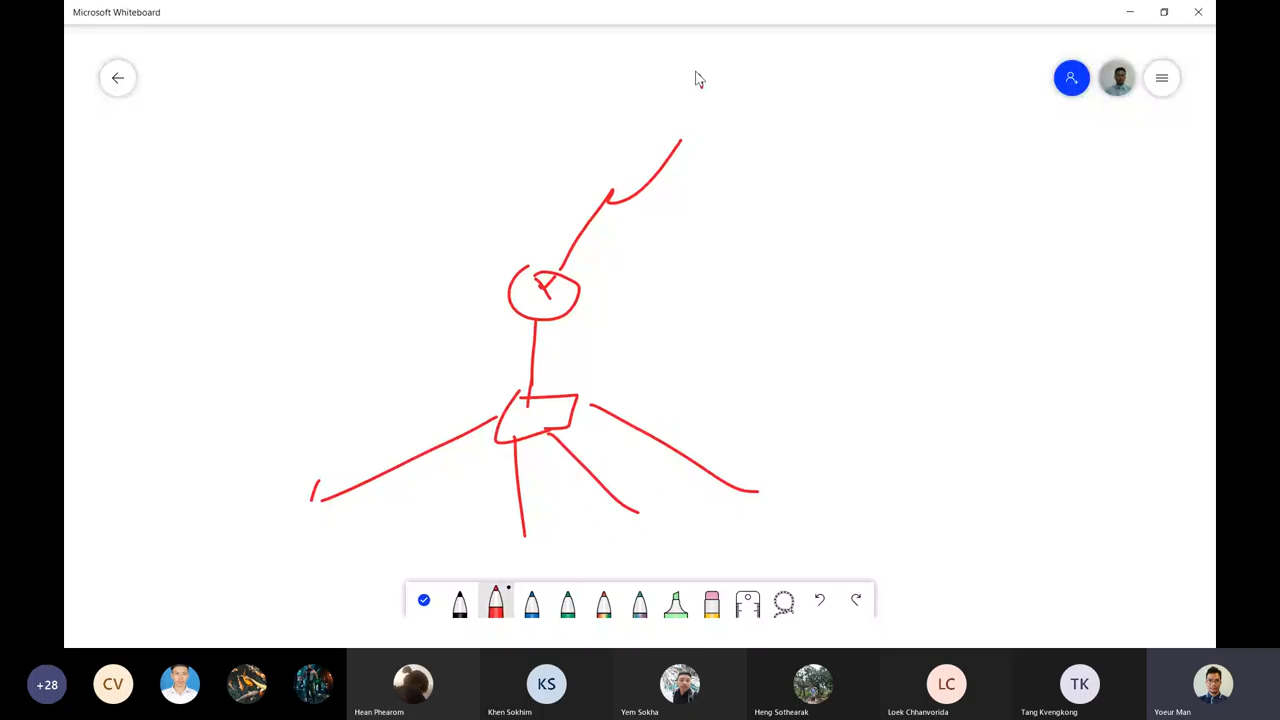 Microsoft Whiteboard
+28
CV
KS
LC
TK
Hean Phearom
Khen Sokhim
Yem Sokha
Heng Sothearak
Loek Chhanvorida
Tang Kvengkong
Yoeur Man